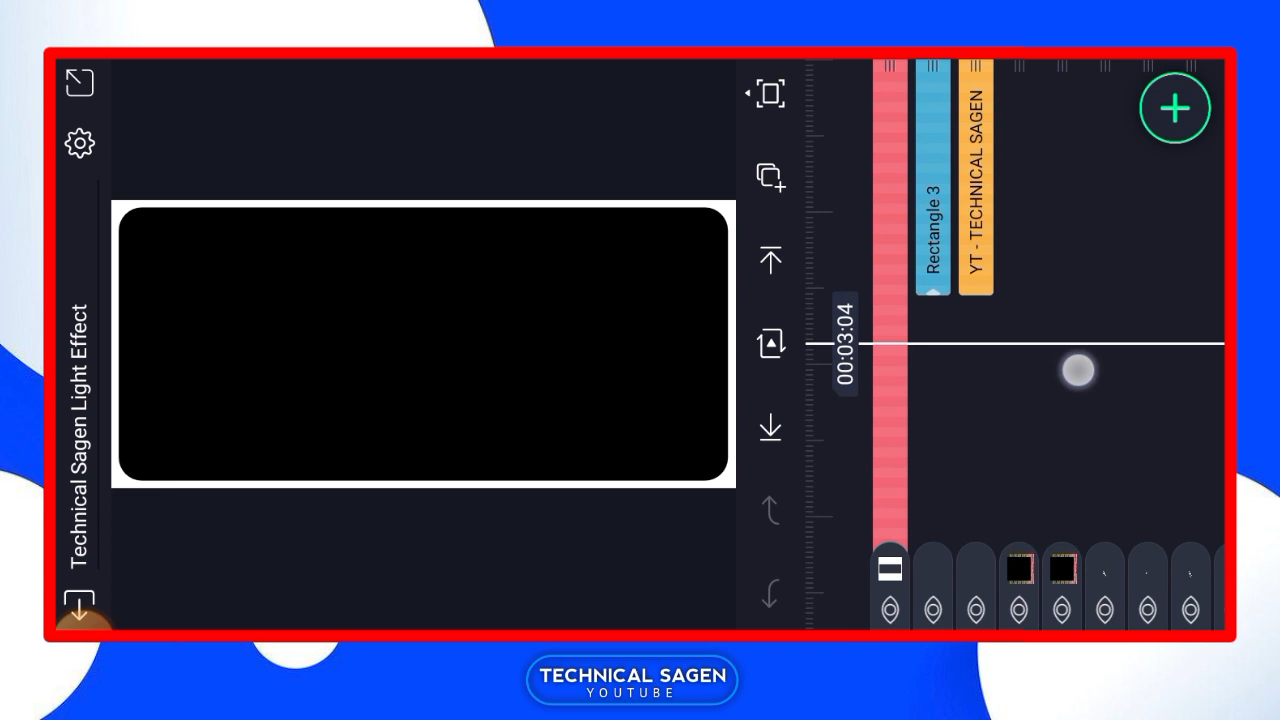 Technical Sagen Light Effect
00:03:04
Rectangle 3
YT - TECHNICAL SAGEN
TECHNICAL SAGEN
YOUTUBE